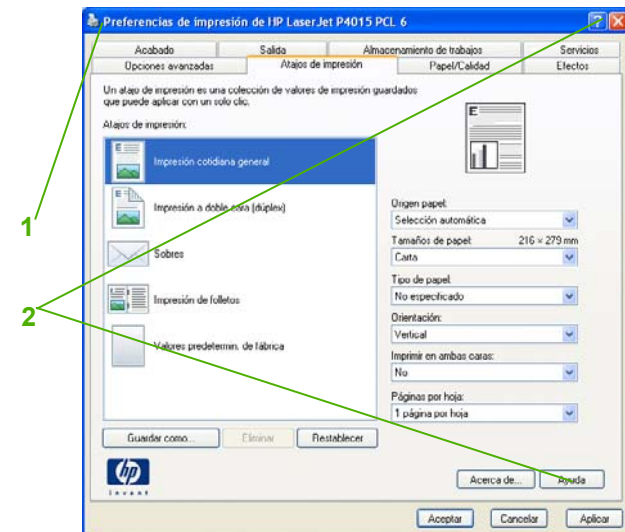 Preferencias de impresión de HP LaserJet P4015 PCL 6
?
X
Acabado
Salida
Almacenamiento de trabajos
Servicios
Opciones avanzadas
Atajos de impresión
Papel/Calidad
Efectos
Un atajo de impresión es una colección de valores de impresión guardados
que puede aplicar con un solo clic.
Atajos de impresión:
Impresión cotidiana general
Impresión a doble cara (dúplex)
Sobres
Impresión de folletos
Valores predetermin. de fábrica
E
Origen papel:
Selección automática
Tamaños de papel: 216 × 279 mm
Carta
Tipo de papel:
No especificado
Orientación:
Vertical
Imprimir en ambas caras:
No
Páginas por hoja:
1 página por hoja
Guardar como...
Eliminar
Restablecer
hp
invent
Acerca de...
Ayuda
Aceptar
Cancelar
Aplicar
1
2